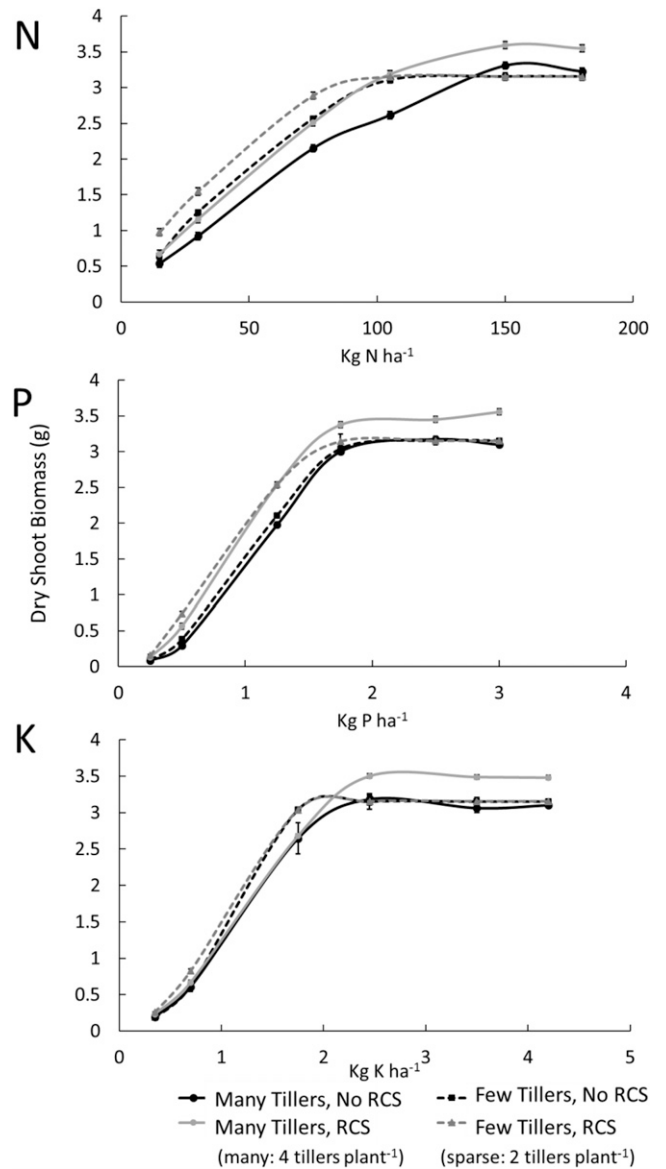 N
4
3.5
3
2.5
2
1.5
1
0.5
0
0 50 100 150 200
Kg N ha⁻¹
P
Dry Shoot Biomass (g)
4
3.5
3
2.5
2
1.5
1
0.5
0
0 1 2 3 4
Kg P ha⁻¹
K
4
3.5
3
2.5
2
1.5
1
0.5
0
0 1 2 3 4 5
Kg K ha⁻¹
Many Tillers, No RCS Few Tillers, No RCS
Many Tillers, RCS Few Tillers, RCS
(many: 4 tillers plant⁻¹) (sparse: 2 tillers plant⁻¹)